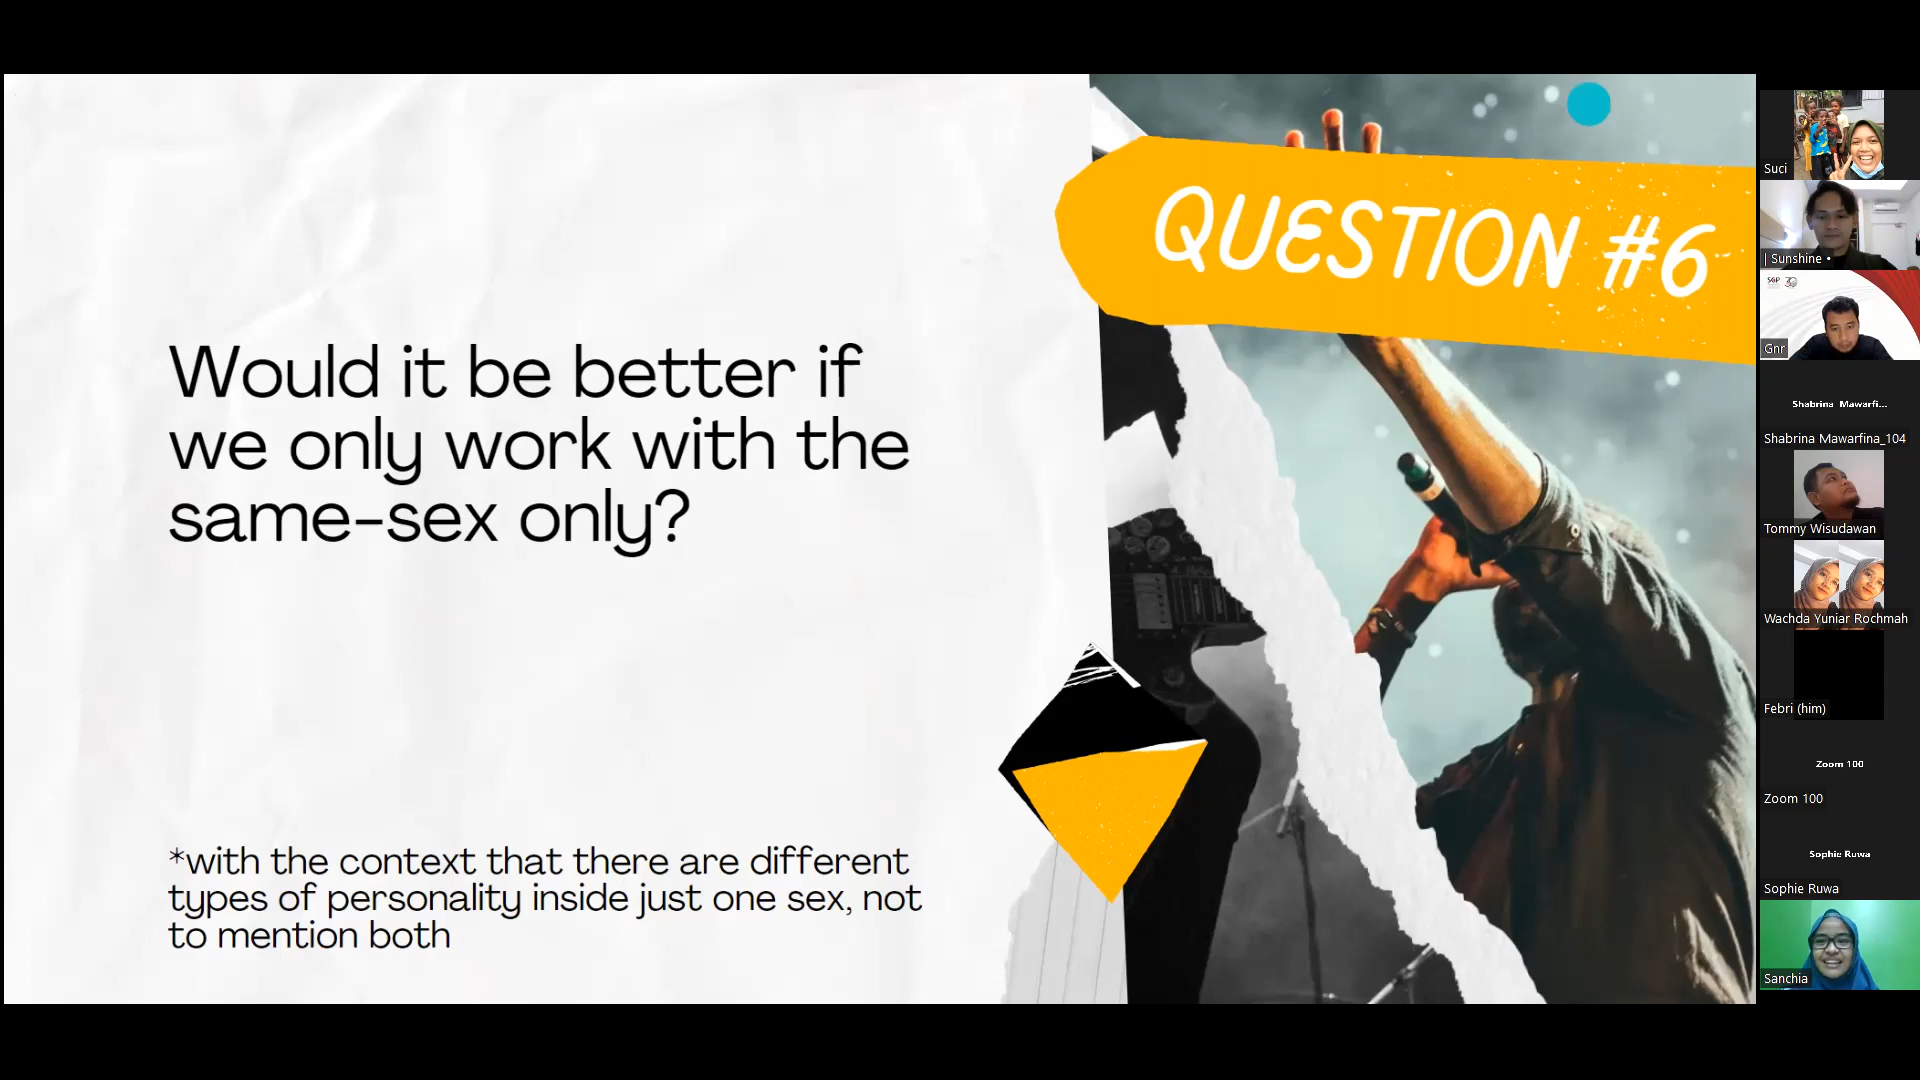 QUESTION #6
Would it be better if
we only work with the
same-sex only?
*with the context that there are different
types of personality inside just one sex, not
to mention both
Suci
| Sunshine •
SGP 30
Gnr
Shabrina Mawarfi...
Shabrina Mawarfina_104
Tommy Wisudawan
Wachda Yuniar Rochmah
Febri (him)
Zoom 100
Zoom 100
Sophie Ruwa
Sophie Ruwa
Sanchia